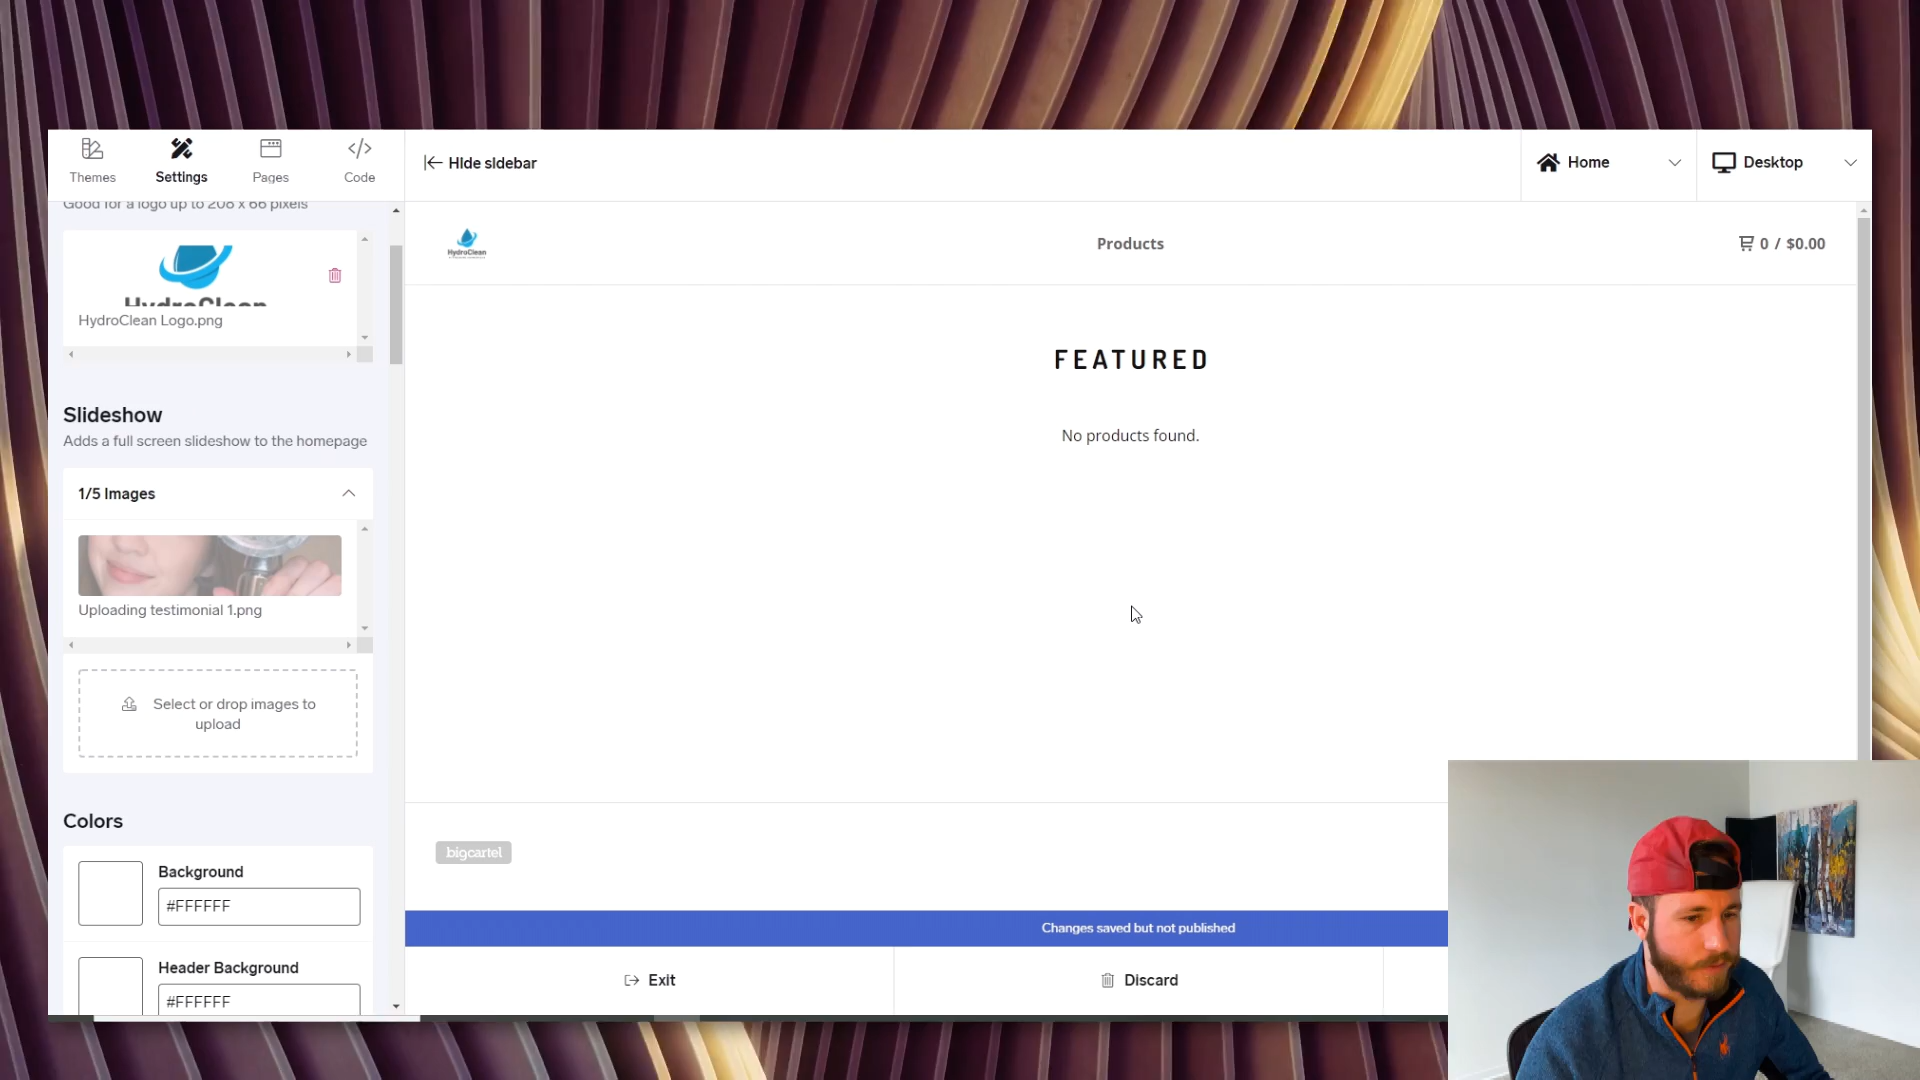 Themes
Settings
Pages
Code
HIde sIdebar
Home
Desktop
Good for a logo up to 208 x 66 pixels
HydroClean
HydroClean Logo.png
HydroClean
Products
0 / $0.00
Slideshow
Adds a full screen slideshow to the homepage
1/5 Images
Uploading testimonial 1.png
Select or drop images to
upload
FEATURED
No products found.
Colors
Background
#FFFFFF
Header Background
#FFFFFF
bigcartel
Changes saved but not published
Exit
Discard